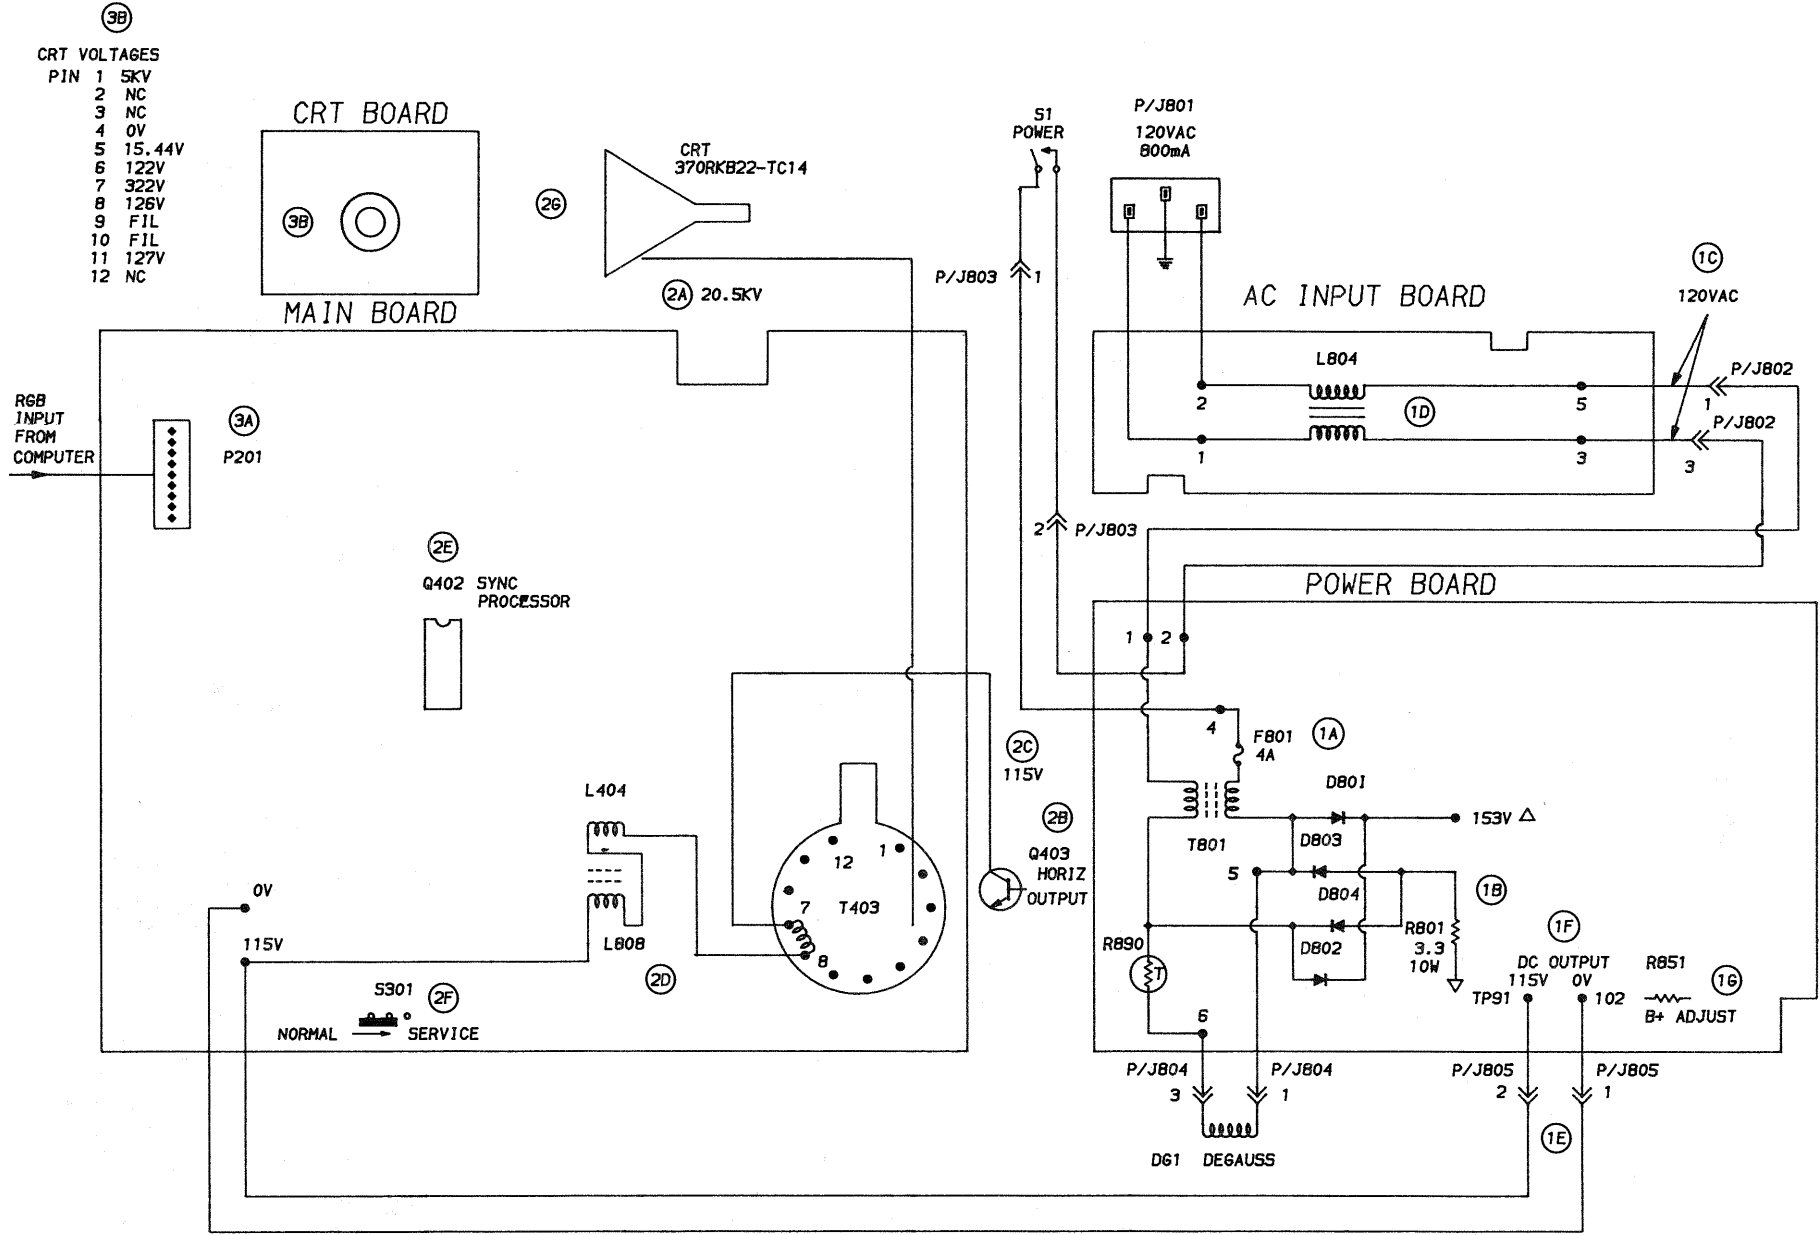 3B
CRT VOLTAGES
PIN 1 5KV
2 NC
3 NC
4 0V
5 15.44V
6 122V
7 322V
8 126V
9 FIL
10 FIL
11 127V
12 NC
CRT BOARD
3B
2G
CRT
370RKB22-TC14
2A 20.5KV
S1
POWER
P/J801
120VAC
800mA
P/J803
1
2
P/J803
AC INPUT BOARD
1C
120VAC
L804
1D
2
5
1
3
P/J802
1
P/J802
3
MAIN BOARD
RGB
INPUT
FROM
COMPUTER
3A
P201
2E
Q402 SYNC
PROCESSOR
L404
L808
2D
0V
115V
S301
2F
NORMAL
SERVICE
12
1
7
T403
8
2C
115V
2B
Q403
HORIZ
OUTPUT
POWER BOARD
1
2
4
F801
4A
1A
D801
153V
T801
D803
5
D804
1B
R801
3.3
10W
D802
R890
T
6
1F
DC OUTPUT
115V
0V
TP91
102
R851
1G
B+ ADJUST
P/J804
3
P/J804
1
P/J805
2
P/J805
1
1E
DG1 DEGAUSS